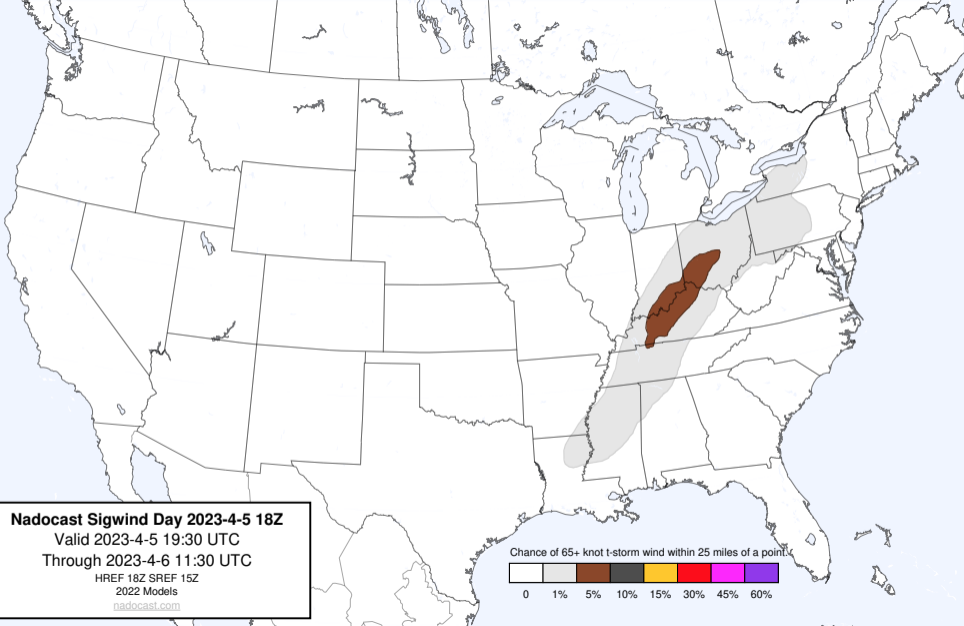 Nadocast Sigwind Day 2023-4-5 18Z
Valid 2023-4-5 19:30 UTC
Through 2023-4-6 11:30 UTC
HREF 18Z SREF 15Z
2022 Models
nadocast.com
Chance of 65+ knot t-storm wind within 25 miles of a point.
0 1% 5% 10% 15% 30% 45% 60%